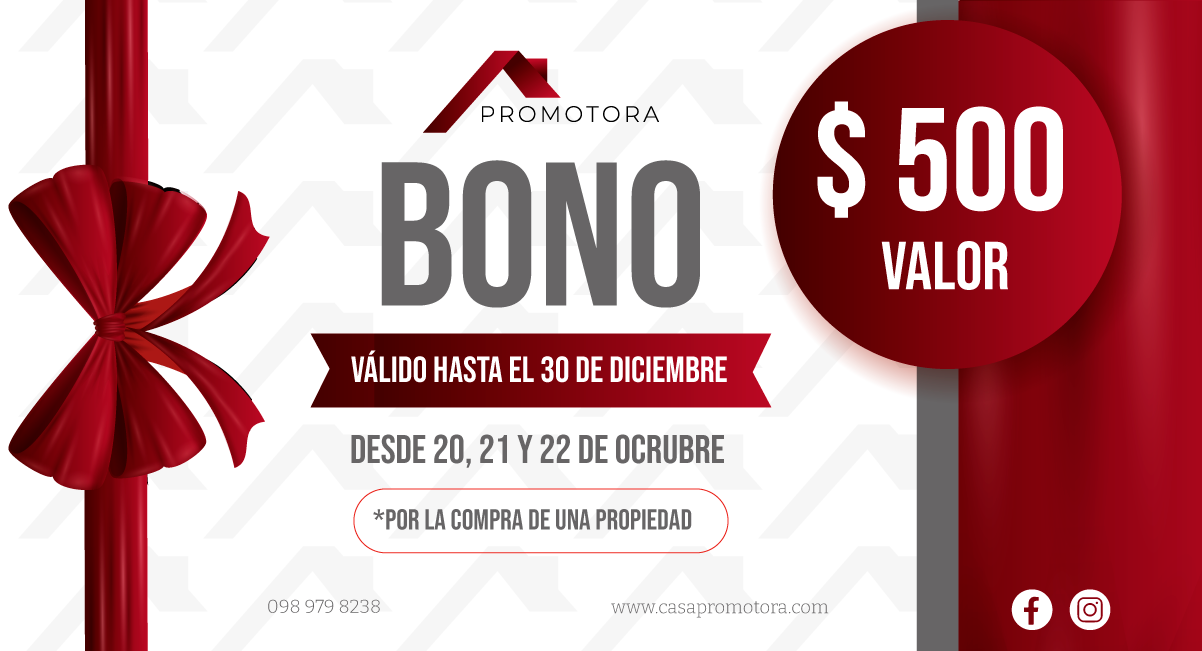 PROMOTORA
BONO
$ 500
VALOR
VÁLIDO HASTA EL 30 DE DICIEMBRE
DESDE 20, 21 Y 22 DE OCRUBRE
*POR LA COMPRA DE UNA PROPIEDAD
098 979 8238
www.casapromotora.com